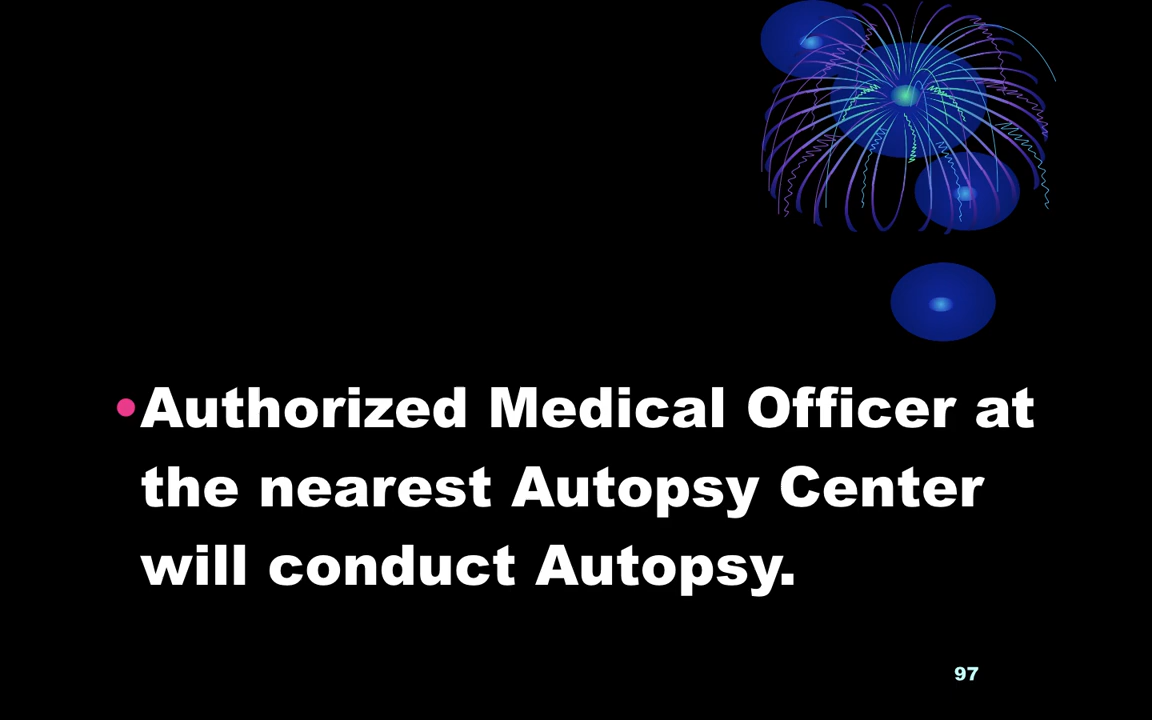 •Authorized Medical Officer at
the nearest Autopsy Center
will conduct Autopsy.
97